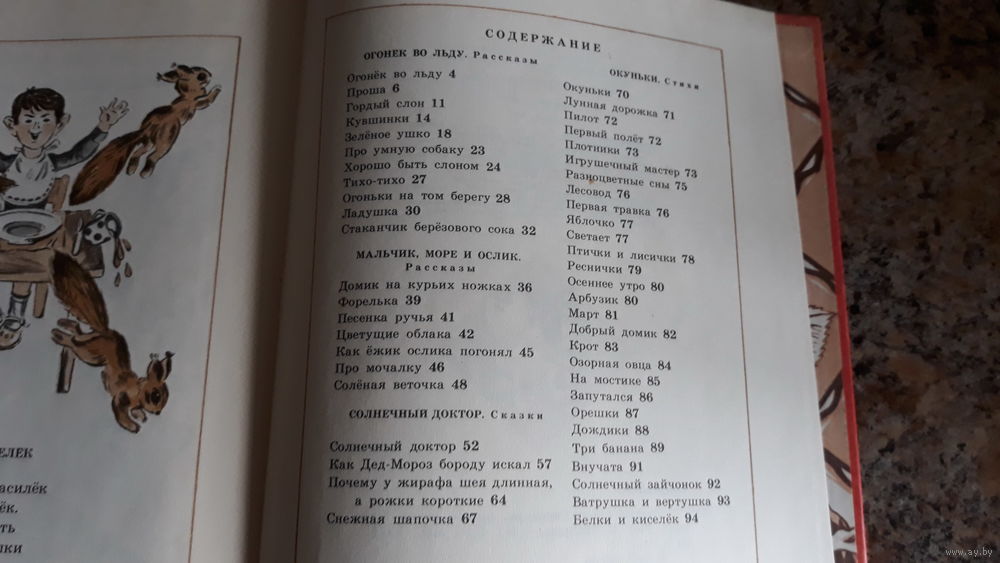 ЕЛЁК
асилёк
ёк.
ть
шки
СОДЕРЖАНИЕ
ОГОНЕК ВО ЛЬДУ. Рассказы
Огонёк во льду 4
Проша 6
Гордый слон 11
Кувшинки 14
Зелёное ушко 18
Про умную собаку 23
Хорошо быть слоном 24
Тихо-тихо 27
Огоньки на том берегу 28
Ладушка 30
Стаканчик берёзового сока 32
МАЛЬЧИК, МОРЕ И ОСЛИК.
Рассказы
Домик на курьих ножках 36
Форелька 39
Песенка ручья 41
Цветущие облака 42
Как ёжик ослика погонял 45
Про мочалку 46
Солёная веточка 48
СОЛНЕЧНЫЙ ДОКТОР. Сказки
Солнечный доктор 52
Как Дед-Мороз бороду искал 57
Почему у жирафа шея длинная,
а рожки короткие 64
Снежная шапочка 67
ОКУНЬКИ. Стихи
Окуньки 70
Лунная дорожка 71
Пилот 72
Первый полёт 72
Плотники 73
Игрушечный мастер 73
Разноцветные сны 75
Лесовод 76
Первая травка 76
Яблочко 77
Светает 77
Птички и лисички 78
Реснички 79
Осеннее утро 80
Арбузик 80
Март 81
Добрый домик 82
Крот 83
Озорная овца 84
На мостике 85
Запутался 86
Орешки 87
Дождики 88
Три банана 89
Внучата 91
Солнечный зайчонок 92
Ватрушка и вертушка 93
Белки и киселёк 94
www.ay.by